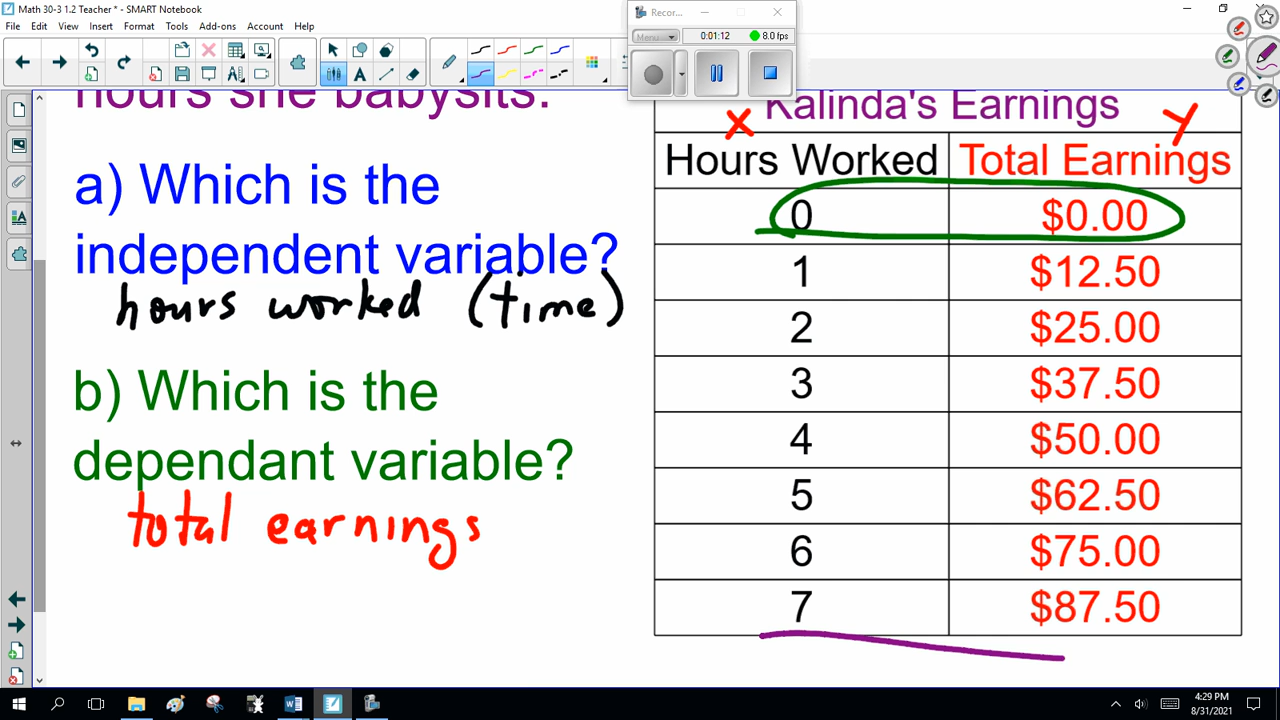 Math 30-3 1.2 Teacher * - SMART Notebook
File Edit View Insert Format Tools Add-ons Account Help
Recor...
Menu 0:01:12 8.0 fps
hours she babysits.
a) Which is the
independent variable?
hours worked (time)
b) Which is the
dependant variable?
total earnings
Kalinda's Earnings
x y
Hours Worked Total Earnings
0 $0.00
1 $12.50
2 $25.00
3 $37.50
4 $50.00
5 $62.50
6 $75.00
7 $87.50
4:29 PM
8/31/2021